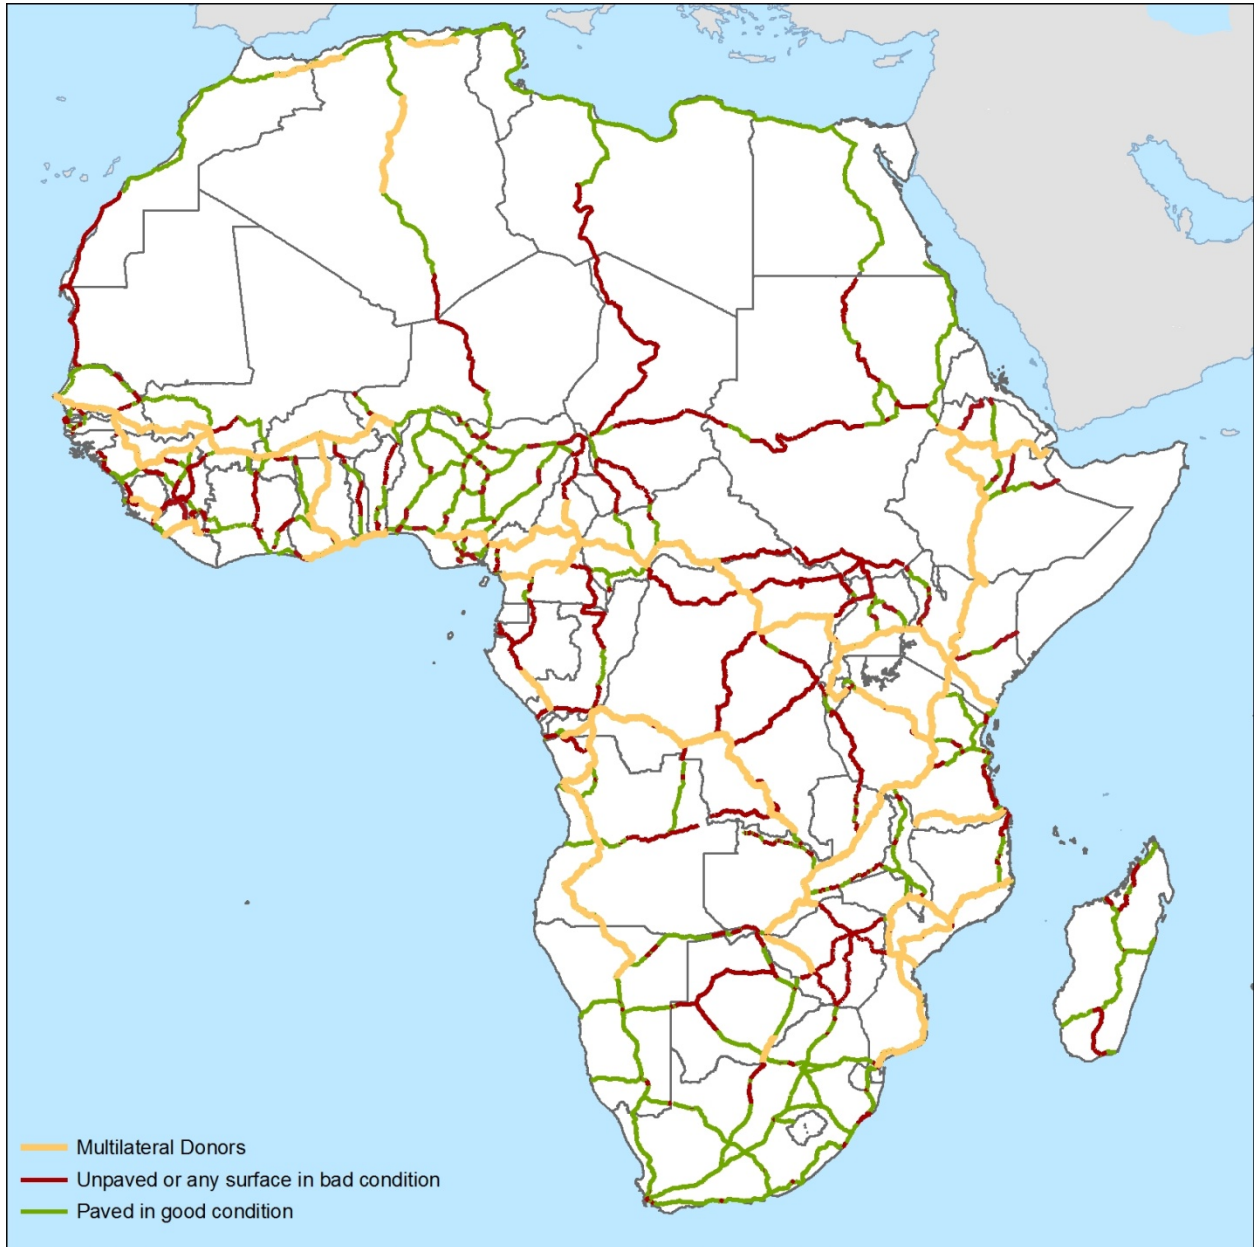 Multilateral Donors
Unpaved or any surface in bad condition
Paved in good condition